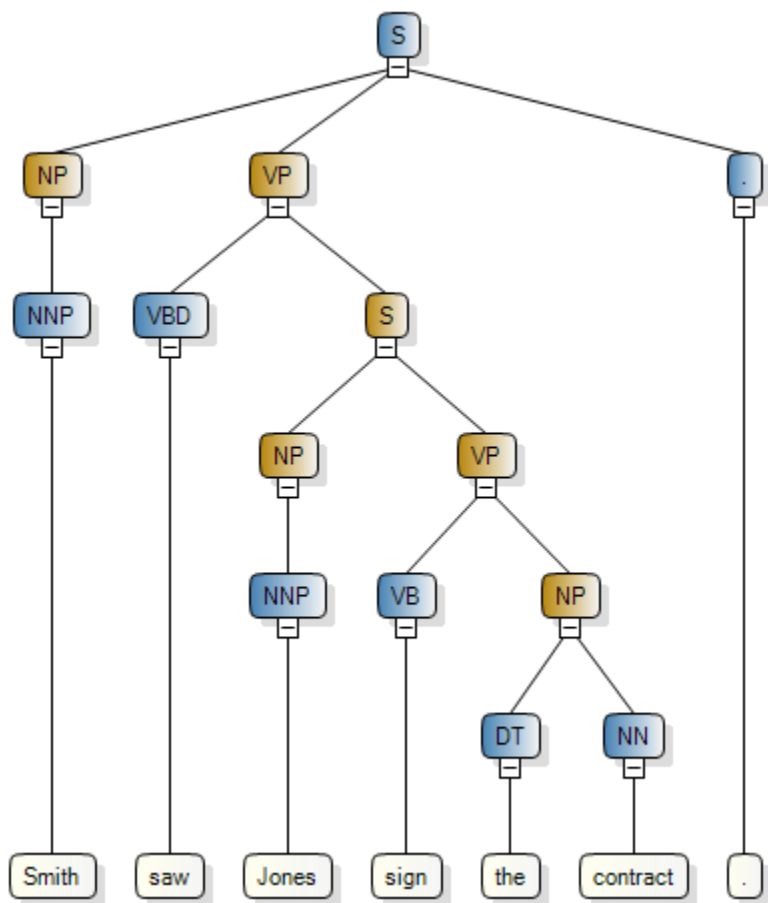 S
NP VP .
NNP VBD S
NP VP
NNP VB NP
DT NN
Smith saw Jones sign the contract .